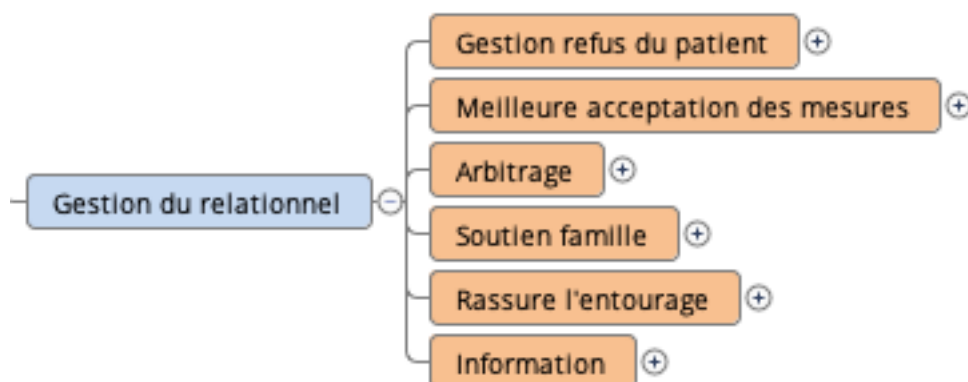 Gestion refus du patient
Meilleure acceptation des mesures
Arbitrage
Gestion du relationnel
Soutien famille
Rassure l'entourage
Information